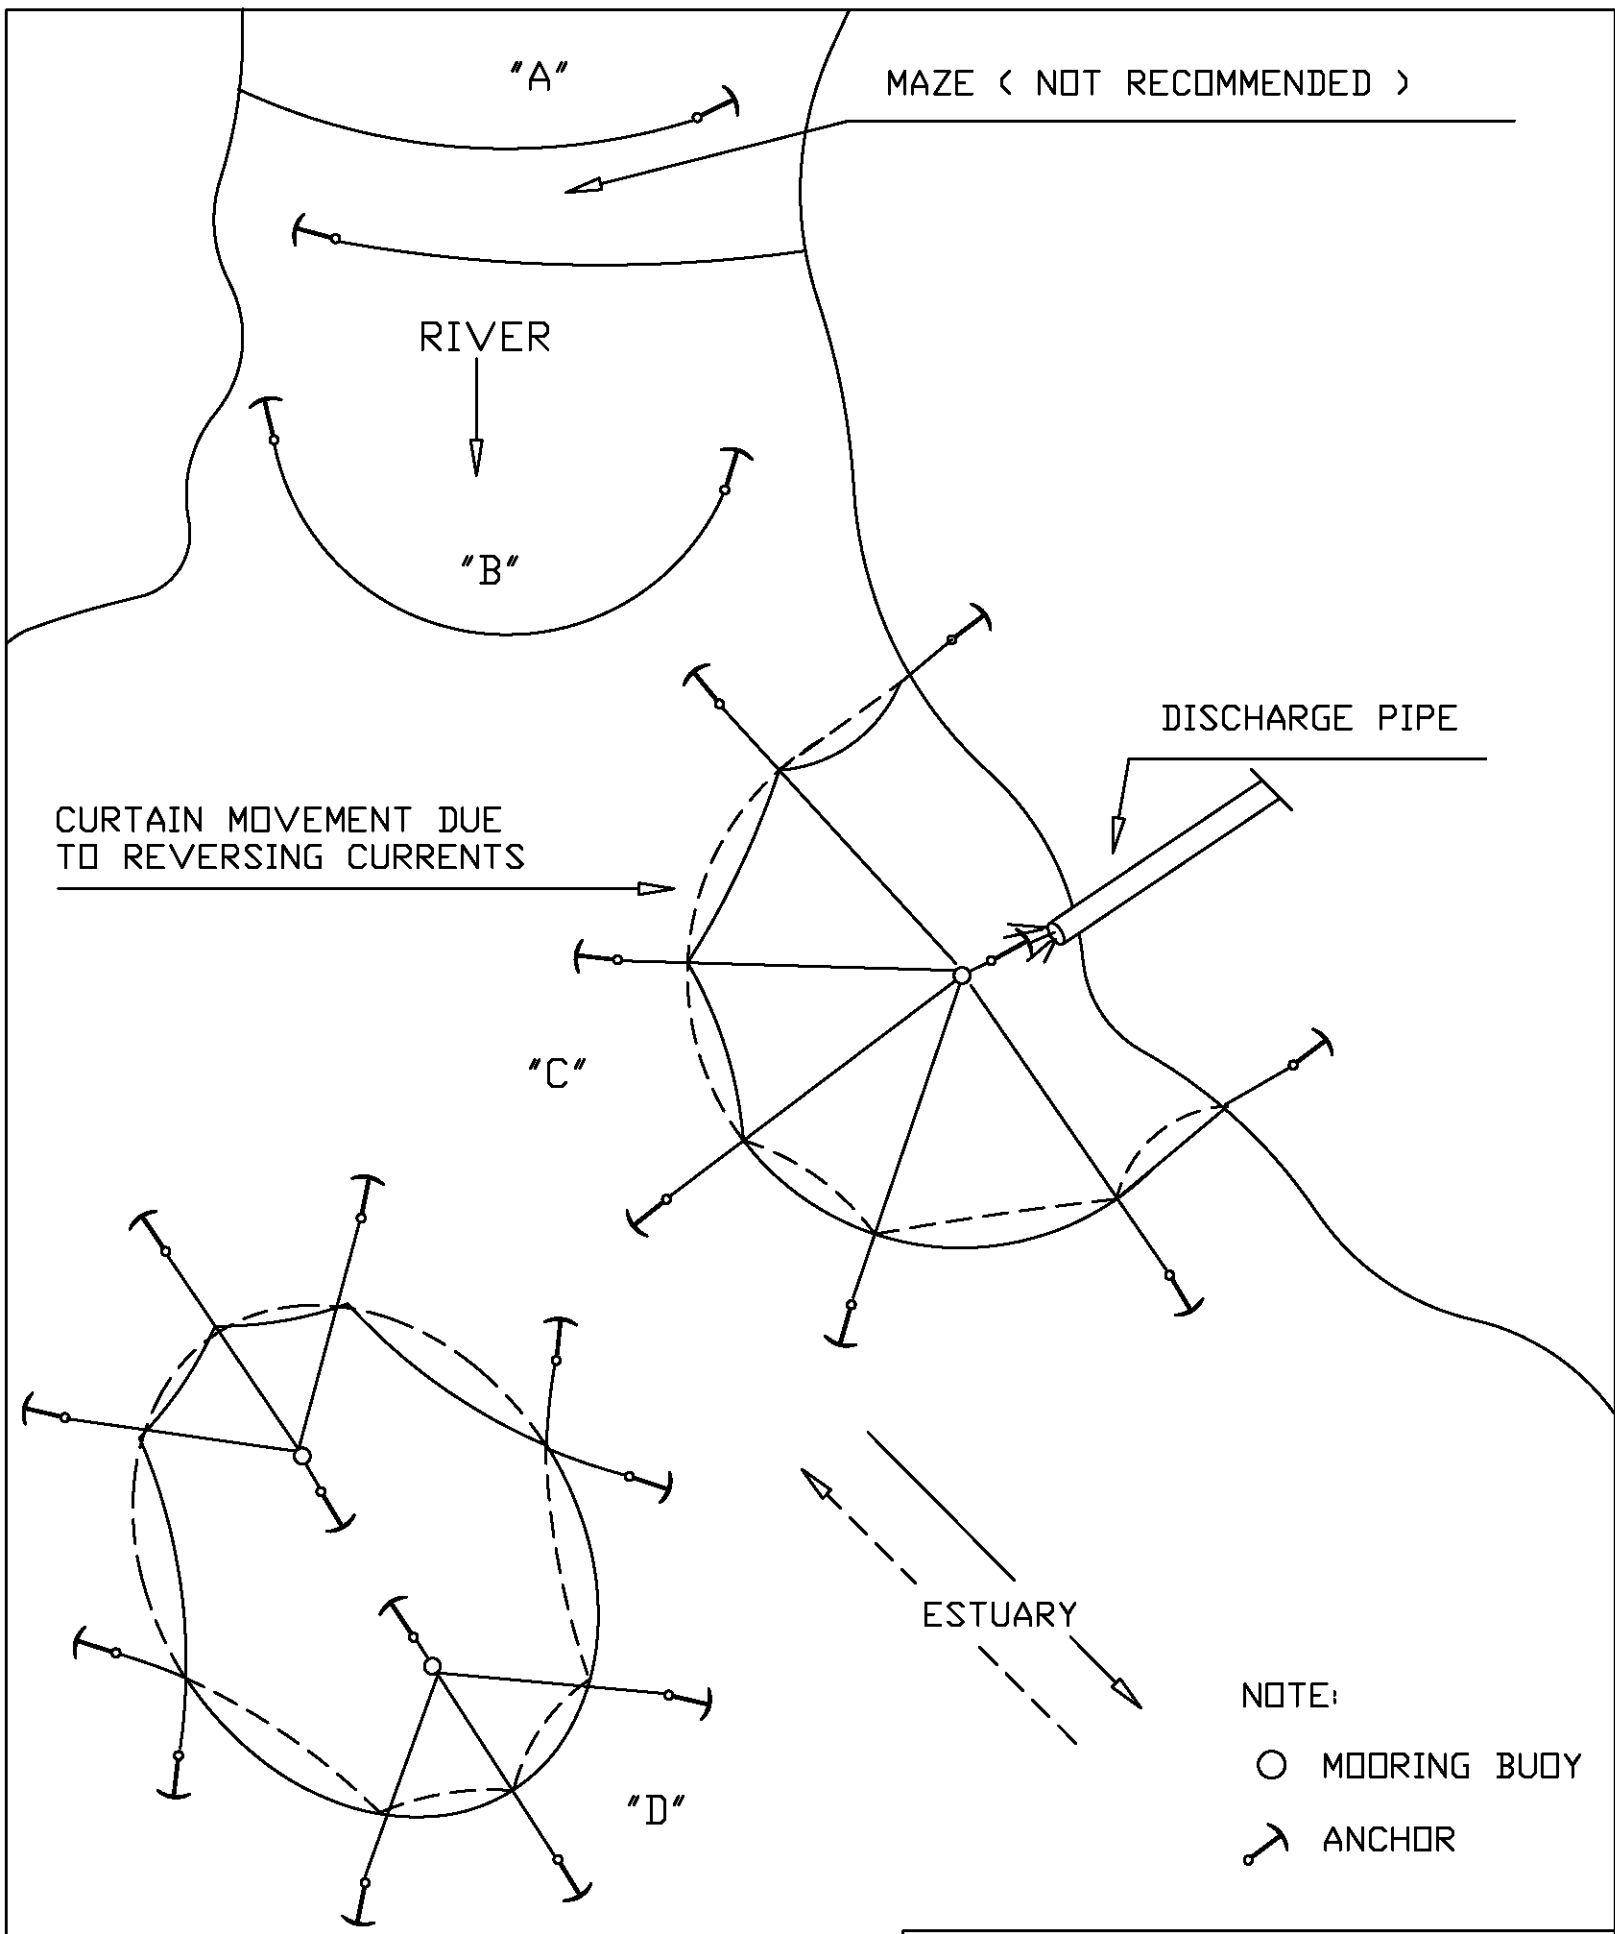 "A"
MAZE ( NOT RECOMMENDED )
RIVER
"B"
DISCHARGE PIPE
CURTAIN MOVEMENT DUE
TO REVERSING CURRENTS
"C"
ESTUARY
NOTE:
MOORING BUOY
"D"
ANCHOR